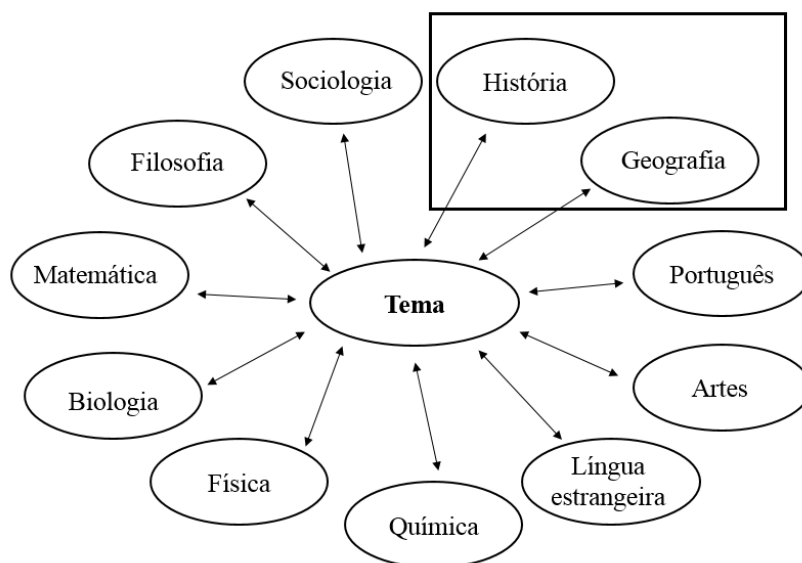 Sociologia
História
Filosofia
Geografia
Matemática
Tema
Português
Biologia
Artes
Física
Língua
estrangeira
Química